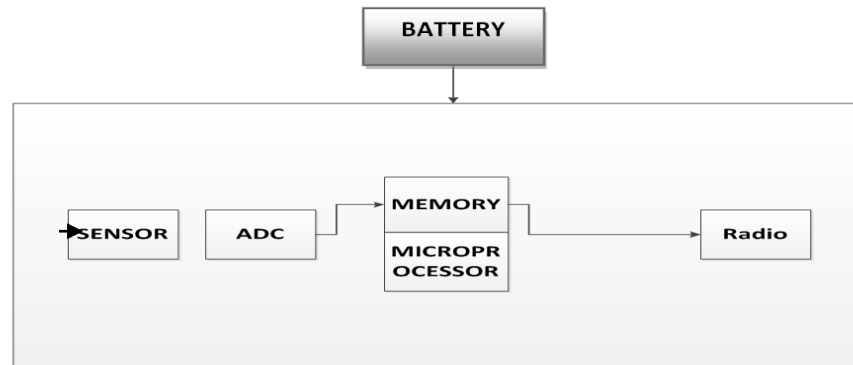 BATTERY
SENSOR
ADC
MEMORY
MICROPR
OCESSOR
Radio